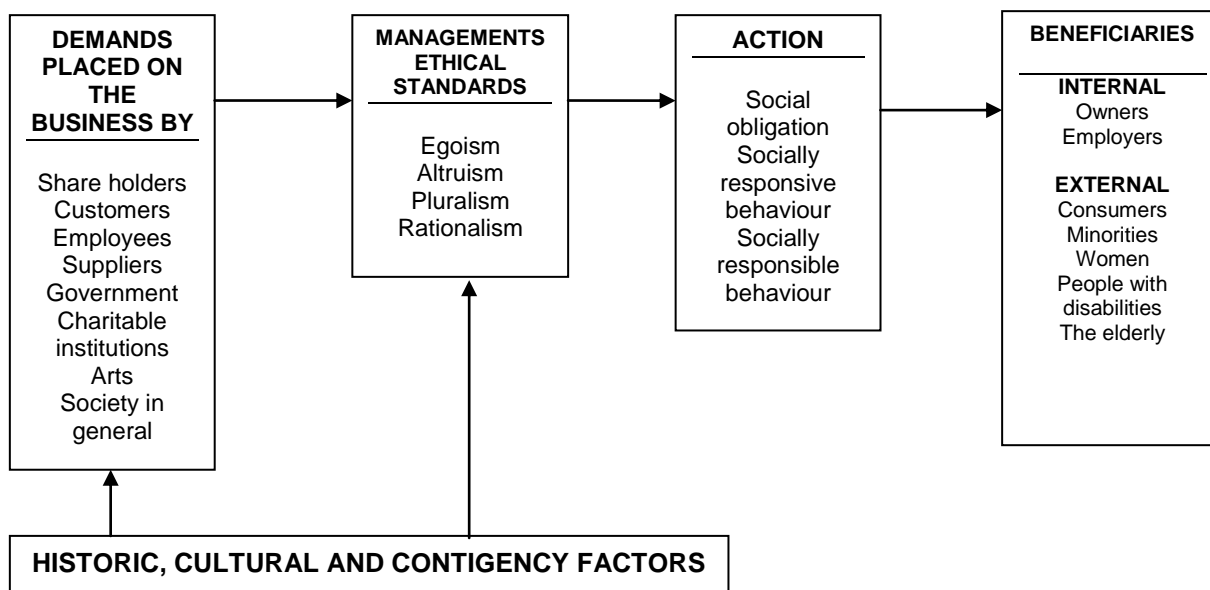 DEMANDS
PLACED ON
THE
BUSINESS BY
Share holders
Customers
Employees
Suppliers
Government
Charitable
institutions
Arts
Society in
general
MANAGEMENTS
ETHICAL
STANDARDS
Egoism
Altruism
Pluralism
Rationalism
ACTION
Social
obligation
Socially
responsive
behaviour
Socially
responsible
behaviour
BENEFICIARIES
INTERNAL
Owners
Employers
EXTERNAL
Consumers
Minorities
Women
People with
disabilities
The elderly
HISTORIC, CULTURAL AND CONTIGENCY FACTORS